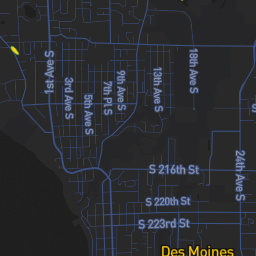 1st Ave S
3rd Ave S
5th Ave S
7th Pl S
9th Ave S
13th Ave S
18th Ave S
24th Ave S
S 216th St
S 220th St
S 223rd St
Des Moines